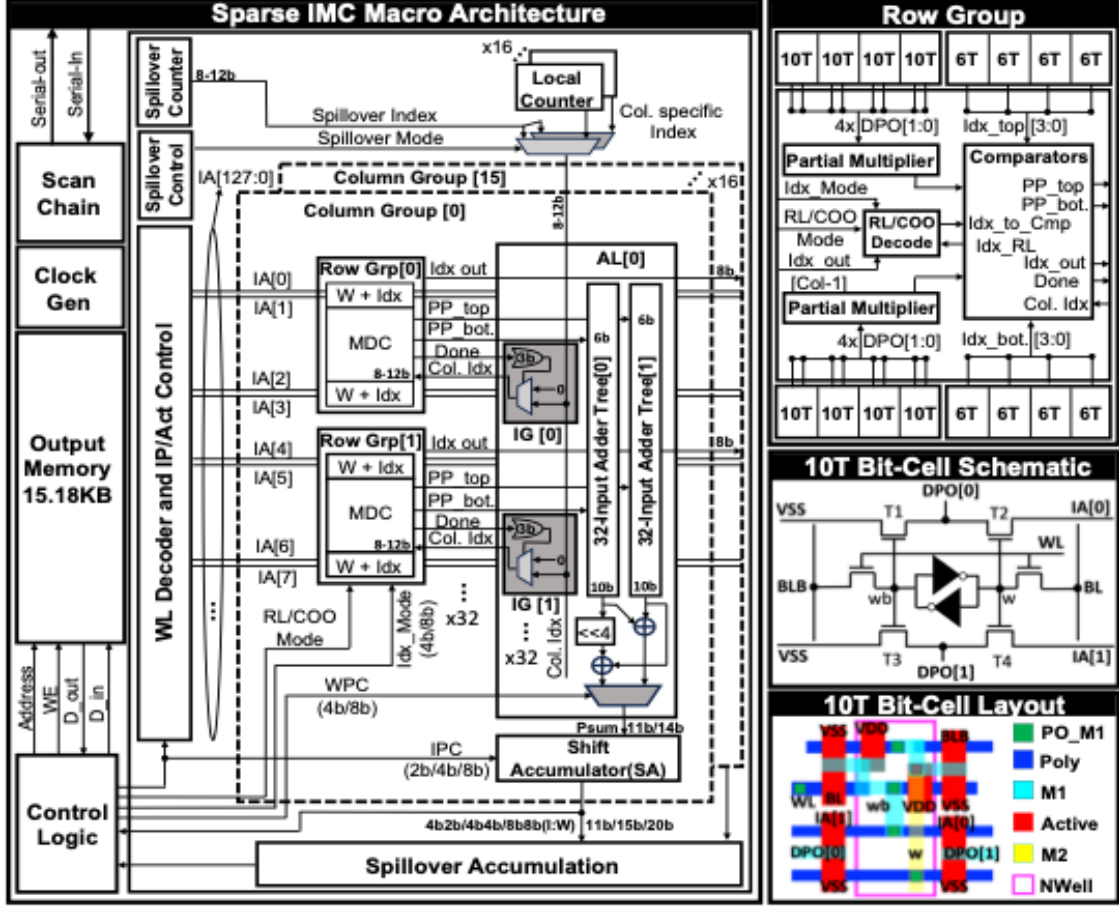 Sparse IMC Macro Architecture
Serial-out
Serial-In
Scan
Chain
Clock
Gen
Output
Memory
15.18KB
Address
WE
D_out
D_in
Control
Logic
Spillover
Counter
Spillover
Control
WL Decoder and IP/Act Control
8-12b
x16
Local
Counter
Spillover Index
Spillover Mode
Col. specific
Index
IA[127:0]
Column Group [15]
x16
Column Group [0]
8-12b
AL[0]
Row Grp[0]
W + Idx
MDC
8-12b
W + Idx
IA[0]
IA[1]
IA[2]
IA[3]
Idx out
PP_top
PP_bot.
Done
Col. Idx
8b
6b
6b
3b
0
IG [0]
32-Input Adder Tree[0]
32-Input Adder Tree[1]
Row Grp[1]
W + Idx
MDC
8-12b
W + Idx
IA[4]
IA[5]
IA[6]
IA[7]
Idx out
PP_top
PP_bot.
Done
Col. Idx
8b
3b
0
IG [1]
10b
10b
...
RL/COO
Mode
Idx_Mode
(4b/8b)
x32
x32
Col. Idx
<<4
WPC
(4b/8b)
Psum
11b/14b
IPC
(2b/4b/8b)
Shift
Accumulator(SA)
4b2b/4b4b/8b8b(I:W)
11b/15b/20b
Spillover Accumulation
Row Group
10T 10T 10T 10T 6T 6T 6T 6T
4x DPO[1:0]
Idx_top [3:0]
Partial Multiplier
Comparators
Idx_Mode
PP_top
PP_bot.
RL/COO
Mode
RL/COO
Decode
Idx_to_Cmp
Idx_RL
Idx_out
[Col-1]
Idx_out
Done
Col. Idx
Partial Multiplier
4x DPO[1:0]
Idx_bot. [3:0]
10T 10T 10T 10T 6T 6T 6T 6T
10T Bit-Cell Schematic
DPO[0]
VSS
T1
T2
IA[0]
WL
BLB
wb
w
BL
VSS
T3
T4
IA[1]
DPO[1]
10T Bit-Cell Layout
VSS
VDD
BLB
WL
BL
wb
VDD
VSS
IA[1]
IA[0]
DPO[0]
w
DPO[1]
VSS
VSS
PO_M1
Poly
M1
Active
M2
NWell